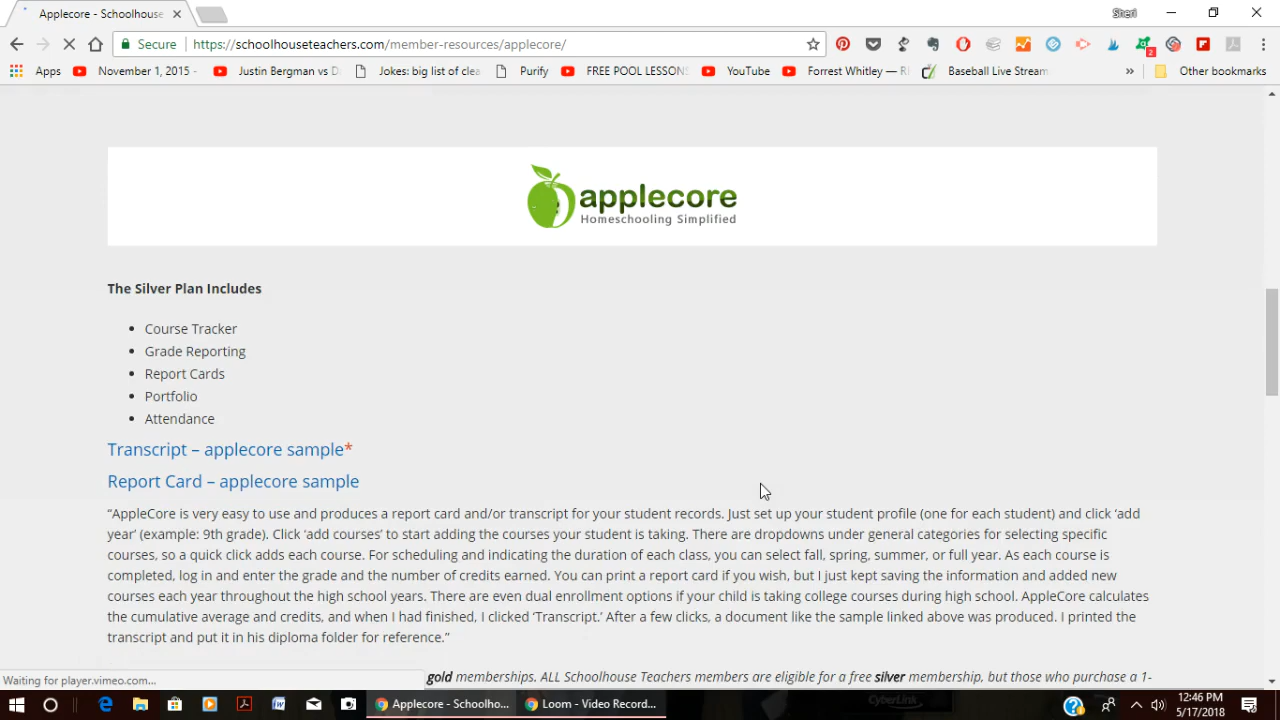 Applecore - Schoolhouse
Sheri
Secure
https://schoolhouseteachers.com/member-resources/applecore/
2
Apps
November 1, 2015 -
Justin Bergman vs D
Jokes: big list of clea
Purify
FREE POOL LESSONS
YouTube
Forrest Whitley — R
Baseball Live Stream
»
Other bookmarks
applecore
Homeschooling Simplified
The Silver Plan Includes
• Course Tracker
• Grade Reporting
• Report Cards
• Portfolio
• Attendance
Transcript – applecore sample*
Report Card – applecore sample
“AppleCore is very easy to use and produces a report card and/or transcript for your student records. Just set up your student profile (one for each student) and click ‘add
year’ (example: 9th grade). Click ‘add courses’ to start adding the courses your student is taking. There are dropdowns under general categories for selecting specific
courses, so a quick click adds each course. For scheduling and indicating the duration of each class, you can select fall, spring, summer, or full year. As each course is
completed, log in and enter the grade and the number of credits earned. You can print a report card if you wish, but I just kept saving the information and added new
courses each year throughout the high school years. There are even dual enrollment options if your child is taking college courses during high school. AppleCore calculates
the cumulative average and credits, and when I had finished, I clicked ‘Transcript.’ After a few clicks, a document like the sample linked above was produced. I printed the
transcript and put it in his diploma folder for reference.”
gold memberships. ALL Schoolhouse Teachers members are eligible for a free silver membership, but those who purchase a 1-
Waiting for player.vimeo.com...
Applecore - Schoolho...
Loom - Video Record...
CyberLink
12:46 PM
5/17/2018